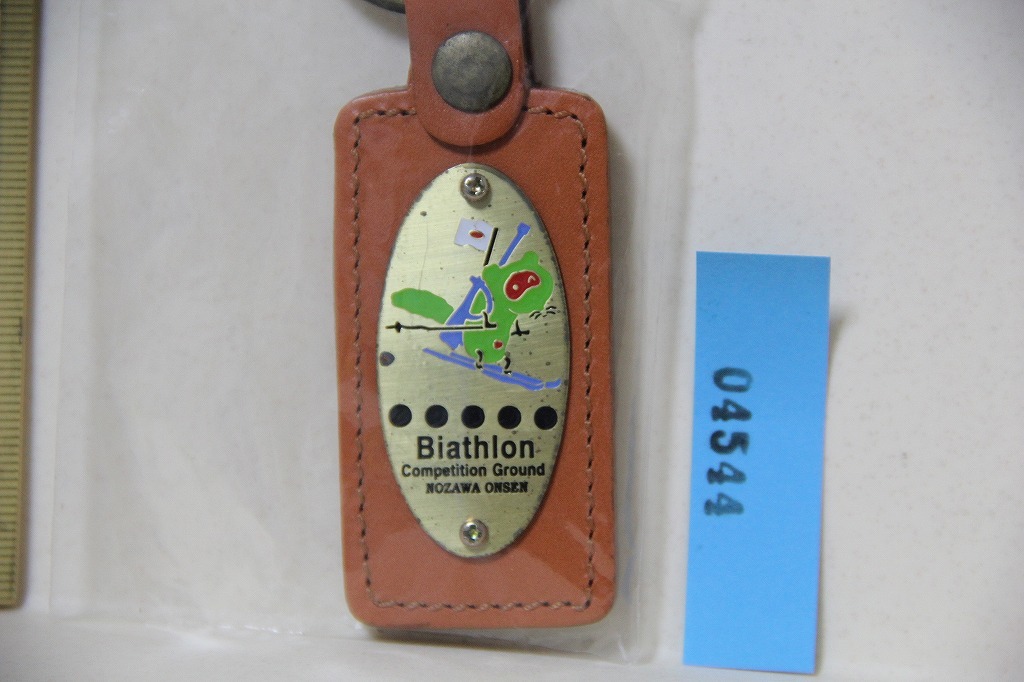 Biathlon
Competition Ground
NOZAWA ONSEN
04544